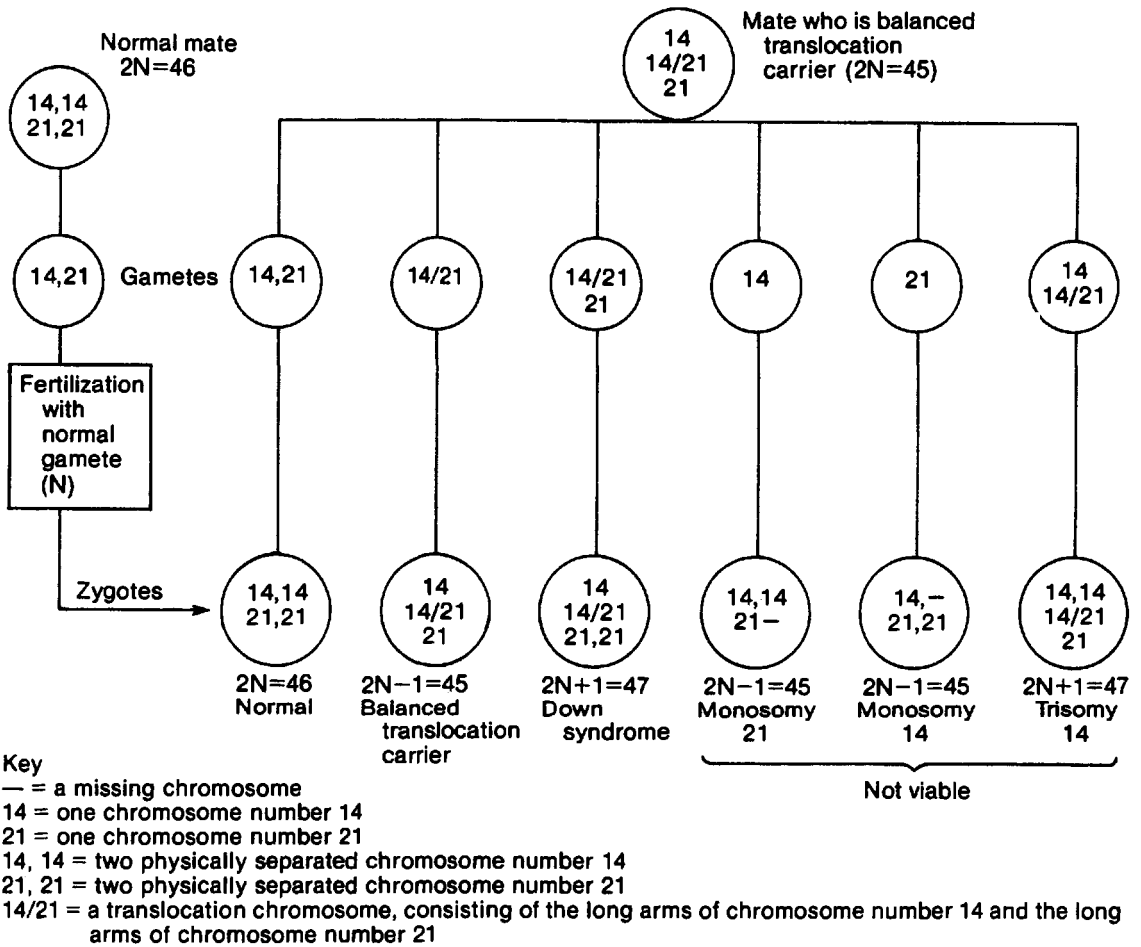 Normal mate
2N=46
14,14
21,21
Mate who is balanced
translocation
carrier (2N=45)
14
14/21
21
14,21
Gametes
14,21
14/21
14/21
21
14
21
14
14/21
Fertilization
with
normal
gamete
(N)
Zygotes
14,14
21,21
2N=46
Normal
14
14/21
21
2N−1=45
Balanced
translocation
carrier
14
14/21
21,21
2N+1=47
Down
syndrome
14,14
21−
2N−1=45
Monosomy
21
14,−
21,21
2N−1=45
Monosomy
14
14,14
14/21
21
2N+1=47
Trisomy
14
Not viable
Key
— = a missing chromosome
14 = one chromosome number 14
21 = one chromosome number 21
14, 14 = two physically separated chromosome number 14
21, 21 = two physically separated chromosome number 21
14/21 = a translocation chromosome, consisting of the long arms of chromosome number 14 and the long
arms of chromosome number 21